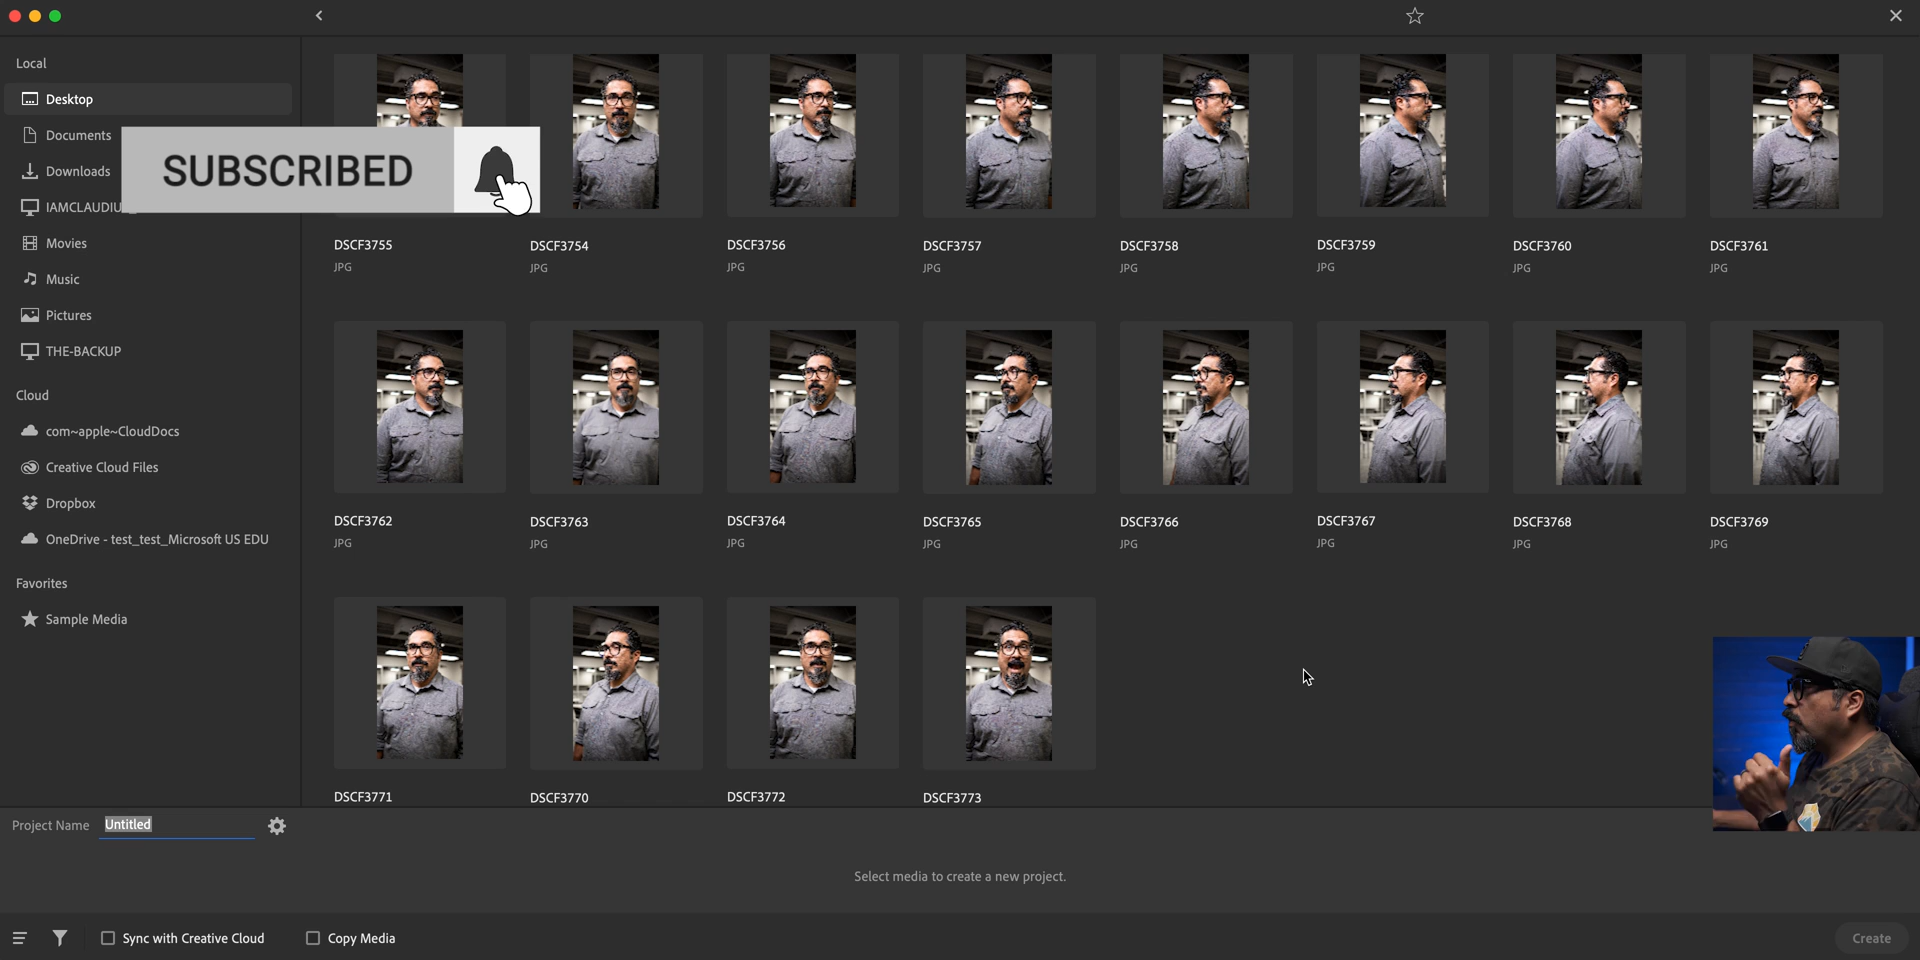 Local
Desktop
Documents
Downloads
IAMCLAUDIU
Movies
Music
Pictures
THE-BACKUP
Cloud
com~apple~CloudDocs
Creative Cloud Files
Dropbox
OneDrive - test_test_Microsoft US EDU
Favorites
Sample Media
SUBSCRIBED
DSCF3755 DSCF3754 DSCF3756 DSCF3757 DSCF3758 DSCF3759 DSCF3760 DSCF3761
JPG JPG JPG JPG JPG JPG JPG JPG
DSCF3762 DSCF3763 DSCF3764 DSCF3765 DSCF3766 DSCF3767 DSCF3768 DSCF3769
JPG JPG JPG JPG JPG JPG JPG JPG
DSCF3771 DSCF3770 DSCF3772 DSCF3773
Project Name Untitled
Select media to create a new project.
Sync with Creative Cloud Copy Media Create